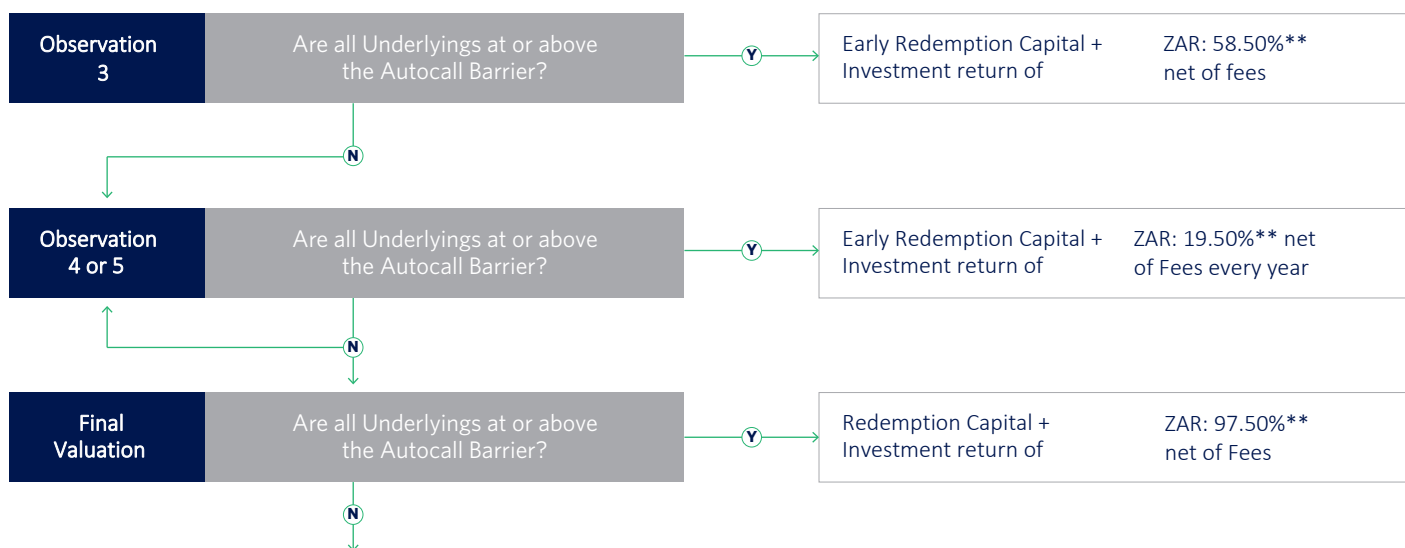 Observation
3
Are all Underlyings at or above
the Autocall Barrier?
Y
Early Redemption Capital +
Investment return of
ZAR: 58.50%**
net of fees
N
Observation
4 or 5
Are all Underlyings at or above
the Autocall Barrier?
Y
Early Redemption Capital +
Investment return of
ZAR: 19.50%** net
of Fees every year
N
Final
Valuation
Are all Underlyings at or above
the Autocall Barrier?
Y
Redemption Capital +
Investment return of
ZAR: 97.50%**
net of Fees
N